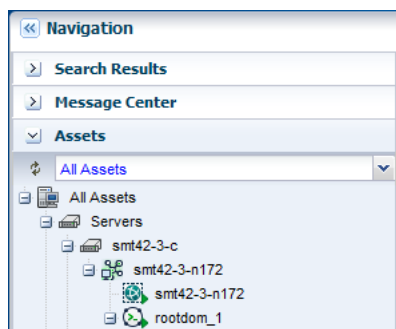 Navigation
Search Results
Message Center
Assets
All Assets
All Assets
Servers
smt42-3-c
smt42-3-n172
smt42-3-n172
rootdom_1